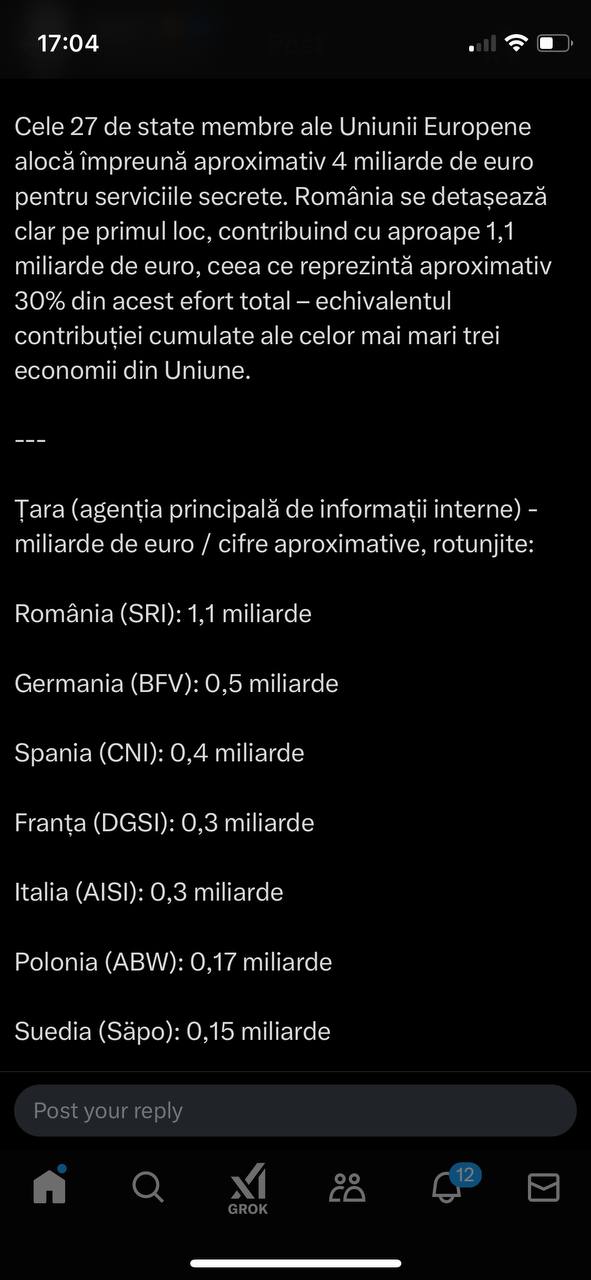 17:04
Cele 27 de state membre ale Uniunii Europene
alocă împreună aproximativ 4 miliarde de euro
pentru serviciile secrete. România se detașează
clar pe primul loc, contribuind cu aproape 1,1
miliarde de euro, ceea ce reprezintă aproximativ
30% din acest efort total – echivalentul
contribuției cumulate ale celor mai mari trei
economii din Uniune.
---
Țara (agenția principală de informații interne) -
miliarde de euro / cifre aproximative, rotunjite:
România (SRI): 1,1 miliarde
Germania (BFV): 0,5 miliarde
Spania (CNI): 0,4 miliarde
Franța (DGSI): 0,3 miliarde
Italia (AISI): 0,3 miliarde
Polonia (ABW): 0,17 miliarde
Suedia (Säpo): 0,15 miliarde
Post your reply
GROK
12